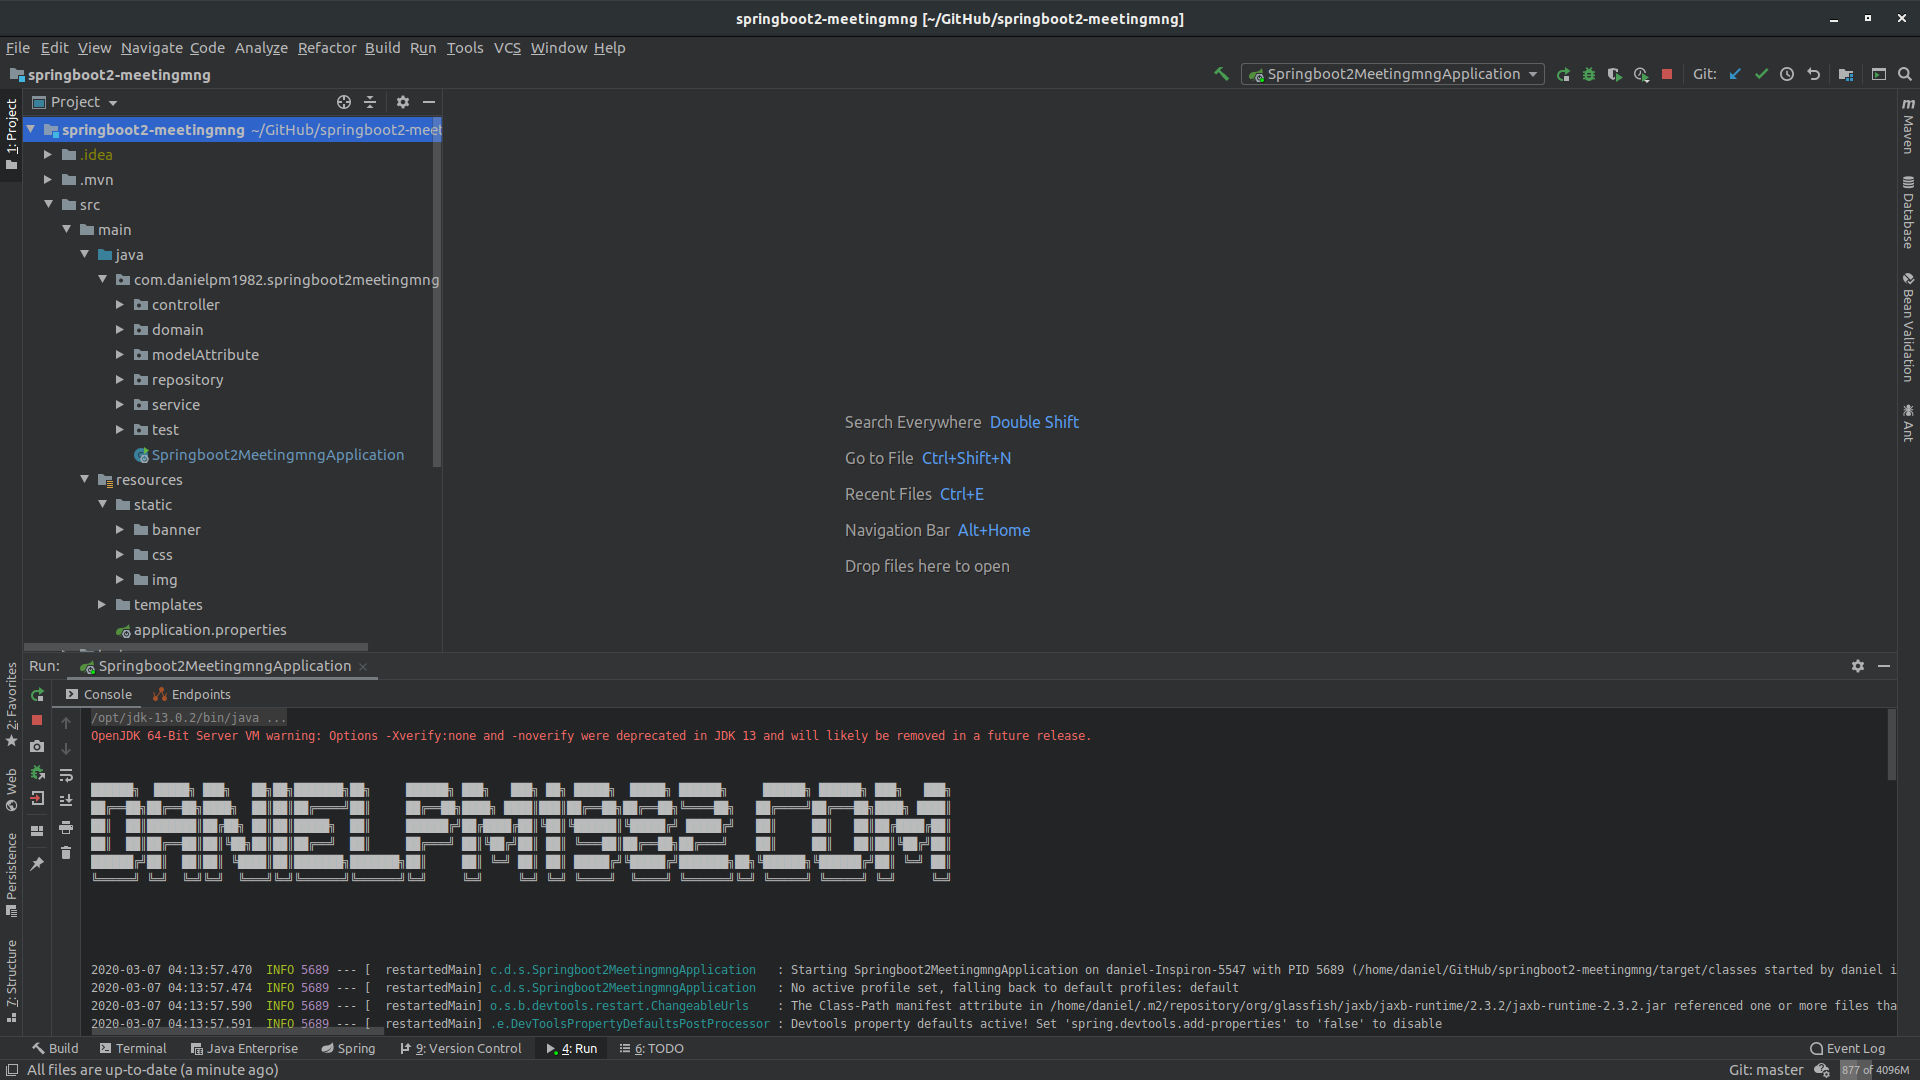 springboot2-meetingmng [~/GitHub/springboot2-meetingmng]
File Edit View Navigate Code Analyze Refactor Build Run Tools VCS Window Help
springboot2-meetingmng
Springboot2MeetingmngApplication
Git:
Project
springboot2-meetingmng ~/GitHub/springboot2-meet
.idea
.mvn
src
main
java
com.danielpm1982.springboot2meetingmng
controller
domain
modelAttribute
repository
service
test
Springboot2MeetingmngApplication
resources
static
banner
css
img
templates
application.properties
1: Project
2: Favorites
Web
Persistence
7: Structure
Search Everywhere Double Shift
Go to File Ctrl+Shift+N
Recent Files Ctrl+E
Navigation Bar Alt+Home
Drop files here to open
m Maven
Database
Bean Validation
Ant
Run: Springboot2MeetingmngApplication
Console Endpoints
/opt/jdk-13.0.2/bin/java ...
OpenJDK 64-Bit Server VM warning: Options -Xverify:none and -noverify were deprecated in JDK 13 and will likely be removed in a future release.
DANIEL PM1982.COM
2020-03-07 04:13:57.470 INFO 5689 --- [ restartedMain] c.d.s.Springboot2MeetingmngApplication : Starting Springboot2MeetingmngApplication on daniel-Inspiron-5547 with PID 5689 (/home/daniel/GitHub/springboot2-meetingmng/target/classes started by daniel i
2020-03-07 04:13:57.474 INFO 5689 --- [ restartedMain] c.d.s.Springboot2MeetingmngApplication : No active profile set, falling back to default profiles: default
2020-03-07 04:13:57.590 INFO 5689 --- [ restartedMain] o.s.b.devtools.restart.ChangeableUrls : The Class-Path manifest attribute in /home/daniel/.m2/repository/org/glassfish/jaxb/jaxb-runtime/2.3.2/jaxb-runtime-2.3.2.jar referenced one or more files tha
2020-03-07 04:13:57.591 INFO 5689 --- [ restartedMain] .e.DevToolsPropertyDefaultsPostProcessor : Devtools property defaults active! Set 'spring.devtools.add-properties' to 'false' to disable
Build Terminal Java Enterprise Spring 9: Version Control 4: Run 6: TODO Event Log
All files are up-to-date (a minute ago) Git: master 877 of 4096M